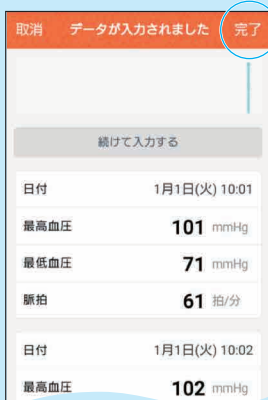 取消 データが入力されました 完了
続けて入力する
日付 1月1日(火) 10:01
最高血圧 101 mmHg
最低血圧 71 mmHg
脈拍 61 拍/分
日付 1月1日(火) 10:02
最高血圧 102 mmHg